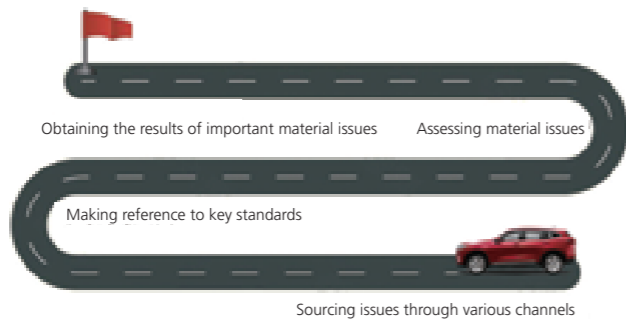 Obtaining the results of important material issues
Assessing material issues
Making reference to key standards
Sourcing issues through various channels